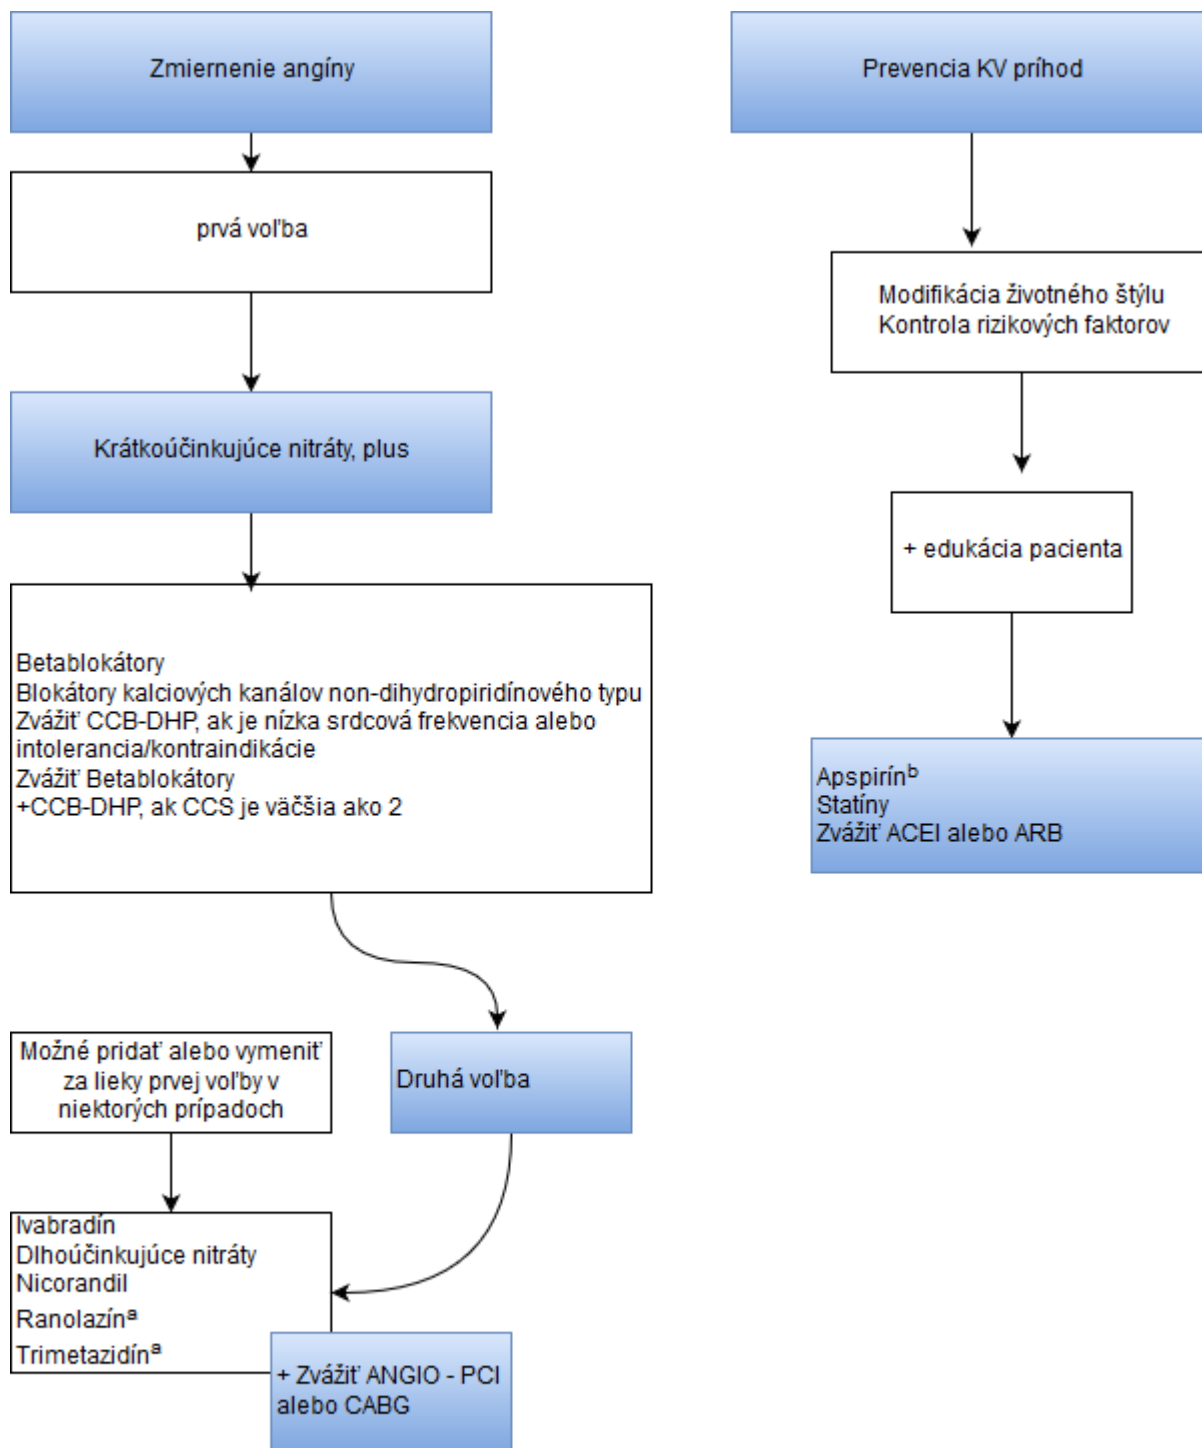 Zmiernenie angíny
prvá voľba
Krátkoúčinkujúce nitráty, plus
Betablokátory
Blokátory kalciových kanálov non-dihydropiridínového typu
Zvážiť CCB-DHP, ak je nízka srdcová frekvencia alebo
intolerancia/kontraindikácie
Zvážiť Betablokátory
+CCB-DHP, ak CCS je väčšia ako 2
Druhá voľba
Možné pridať alebo vymeniť
za lieky prvej voľby v
niektorých prípadoch
Ivabradín
Dlhoúčinkujúce nitráty
Nicorandil
Ranolazínª
Trimetazidínª
+ Zvážiť ANGIO - PCI
alebo CABG
Prevencia KV príhod
Modifikácia životného štýlu
Kontrola rizikových faktorov
+ edukácia pacienta
Apspirínᵇ
Statíny
Zvážiť ACEI alebo ARB